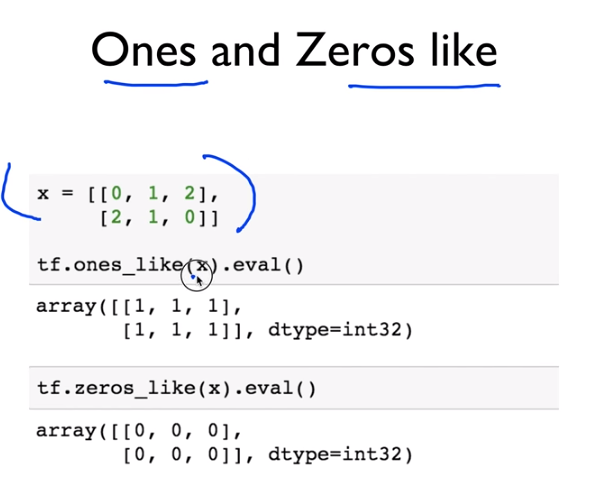 Ones and Zeros like
x = [[0, 1, 2],
[2, 1, 0]]
tf.ones_like(x).eval()
array([[1, 1, 1],
[1, 1, 1]], dtype=int32)
tf.zeros_like(x).eval()
array([[0, 0, 0],
[0, 0, 0]], dtype=int32)